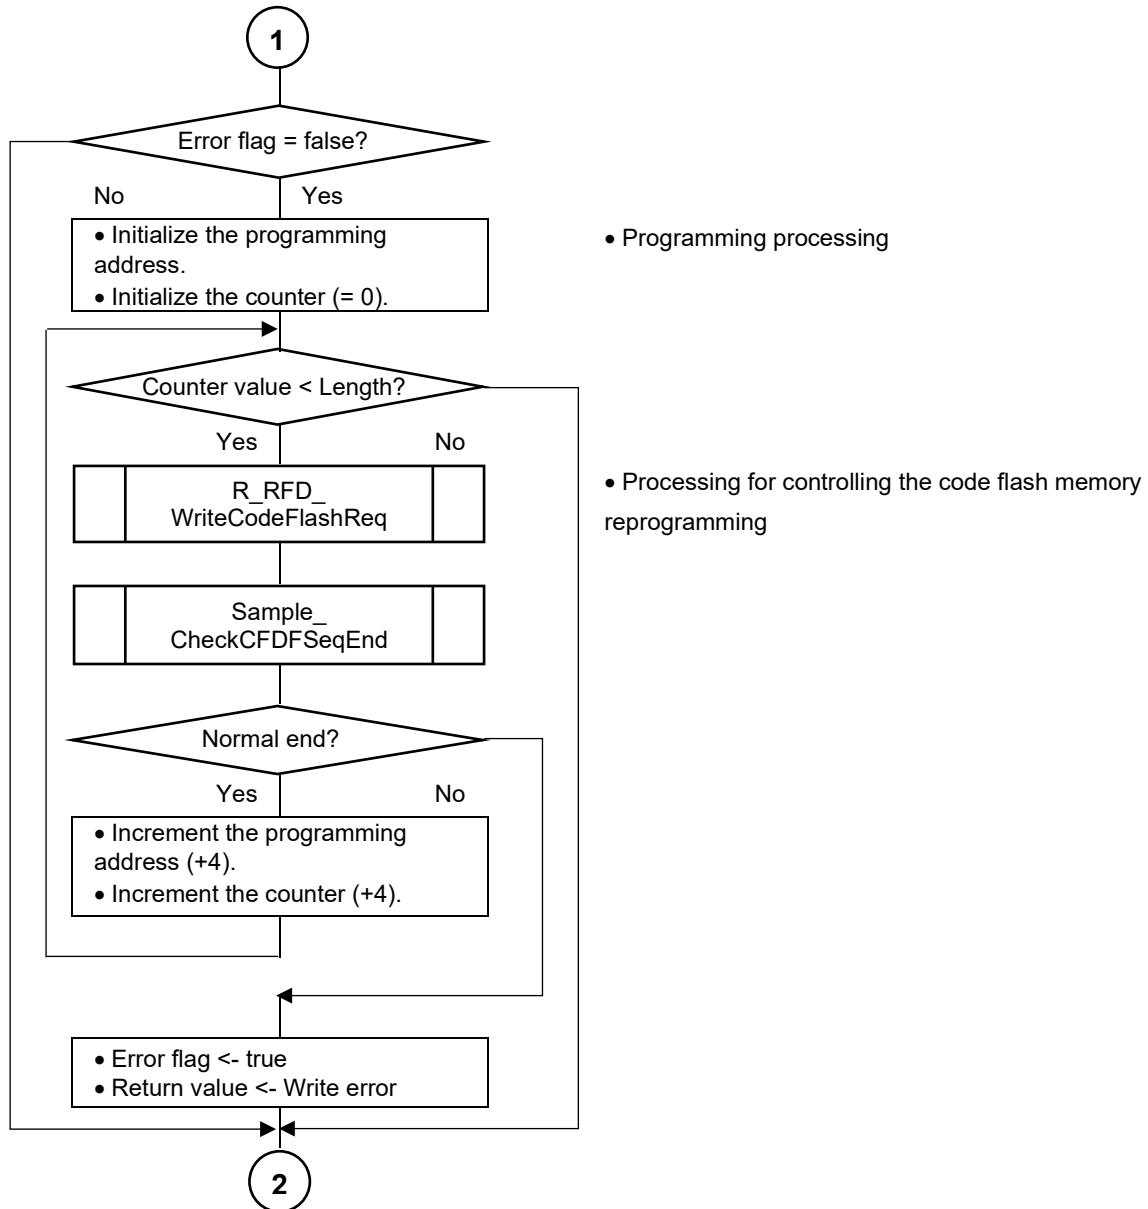 1
Error flag = false?
No
Yes
• Initialize the programming
address.
• Initialize the counter (= 0).
• Programming processing
Counter value < Length?
Yes
No
R_RFD_
WriteCodeFlashReq
• Processing for controlling the code flash memory
reprogramming
Sample_
CheckCFDFSeqEnd
Normal end?
Yes
No
• Increment the programming
address (+4).
• Increment the counter (+4).
• Error flag <- true
• Return value <- Write error
2